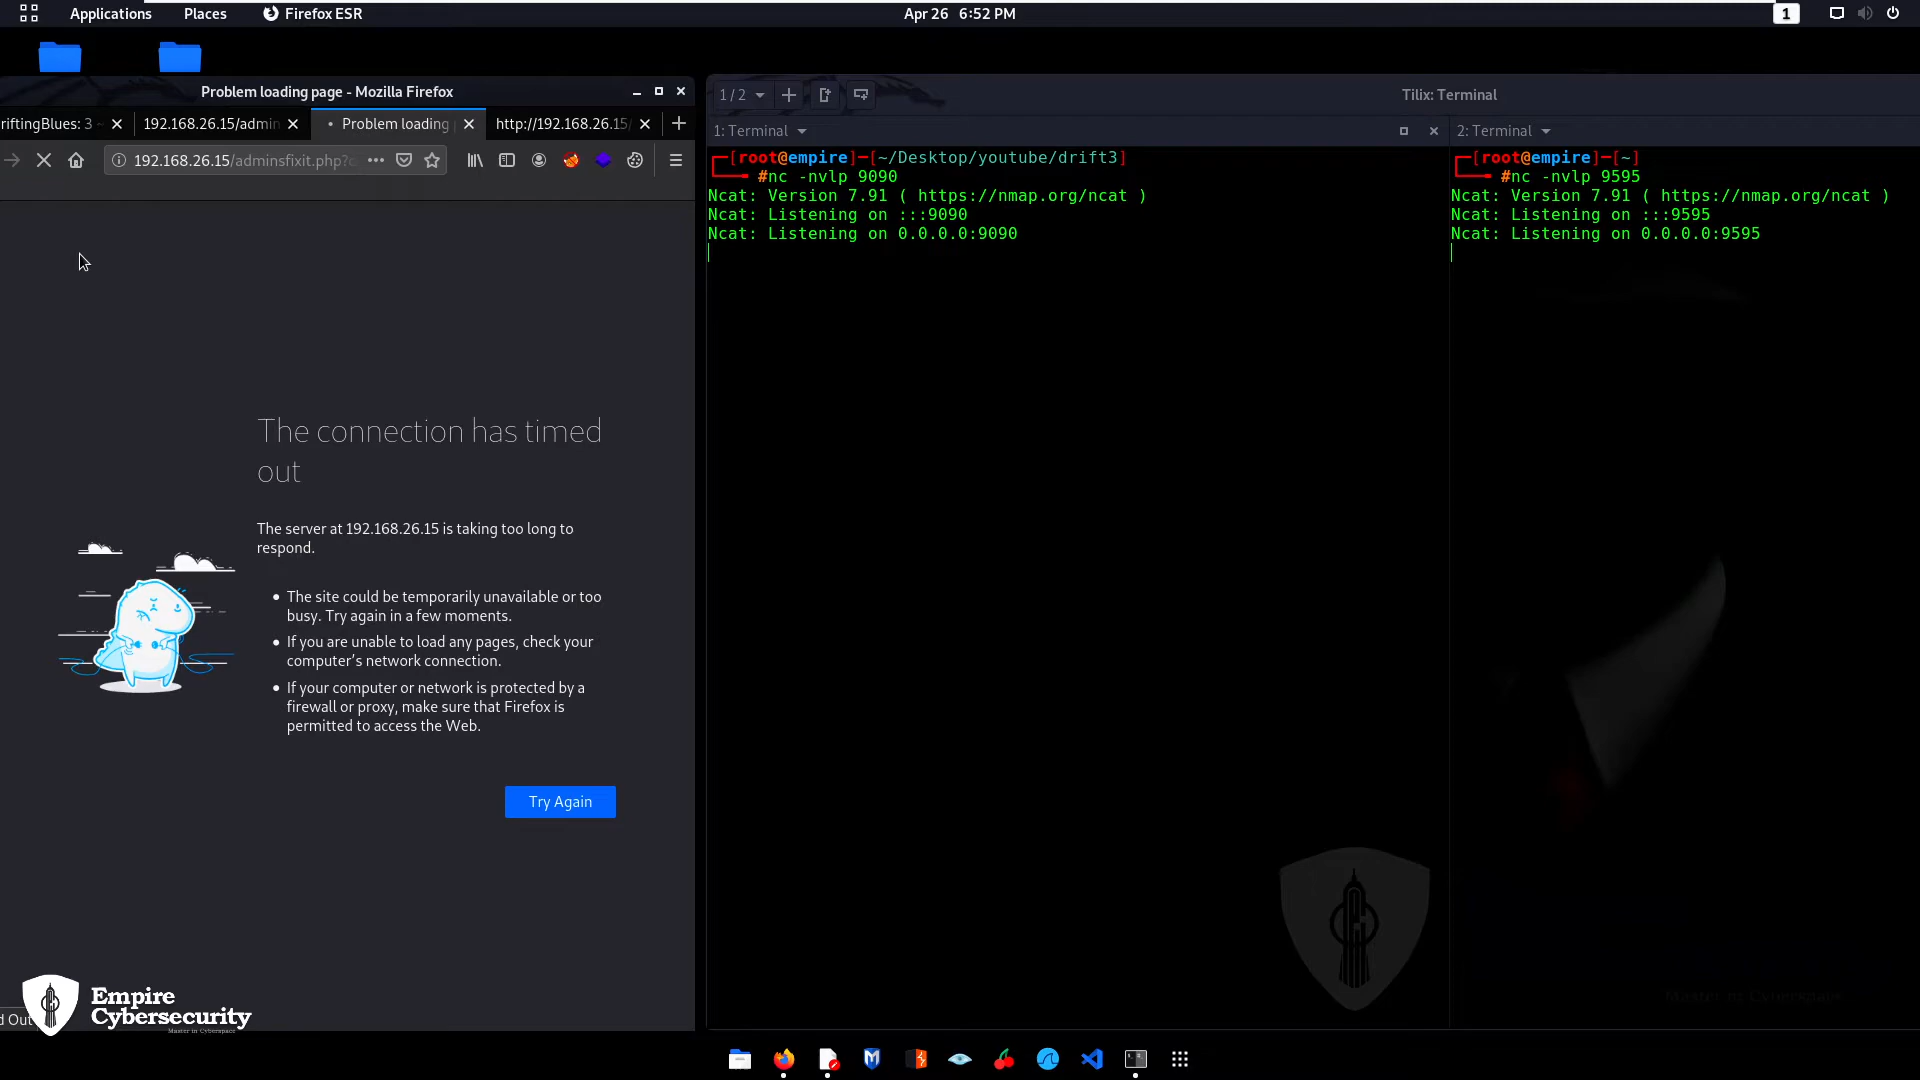 Applications Places Firefox ESR Apr 26 6:52 PM 1
Problem loading page - Mozilla Firefox
riftingBlues: 3 ~ 192.168.26.15/admin Problem loading http://192.168.26.15/
192.168.26.15/adminsfixit.php?
The connection has timed
out
The server at 192.168.26.15 is taking too long to
respond.
The site could be temporarily unavailable or too
busy. Try again in a few moments.
If you are unable to load any pages, check your
computer’s network connection.
If your computer or network is protected by a
firewall or proxy, make sure that Firefox is
permitted to access the Web.
Try Again
d Out
Empire
Cybersecurity
Master in Cyberspace
1 / 2 Tilix: Terminal
1: Terminal
[root@empire]─[~/Desktop/youtube/drift3]
#nc -nvlp 9090
Ncat: Version 7.91 ( https://nmap.org/ncat )
Ncat: Listening on :::9090
Ncat: Listening on 0.0.0.0:9090
2: Terminal
[root@empire]─[~]
#nc -nvlp 9595
Ncat: Version 7.91 ( https://nmap.org/ncat )
Ncat: Listening on :::9595
Ncat: Listening on 0.0.0.0:9595
Master in Cyberspace